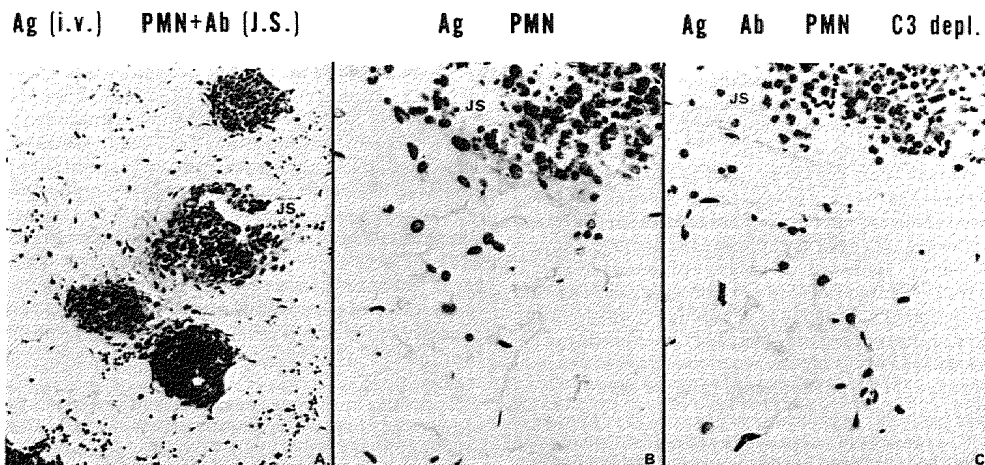 Ag (i.v.) PMN+Ab (J.S.) Ag PMN Ag Ab PMN C3 depl.
JS JS JS
A B C